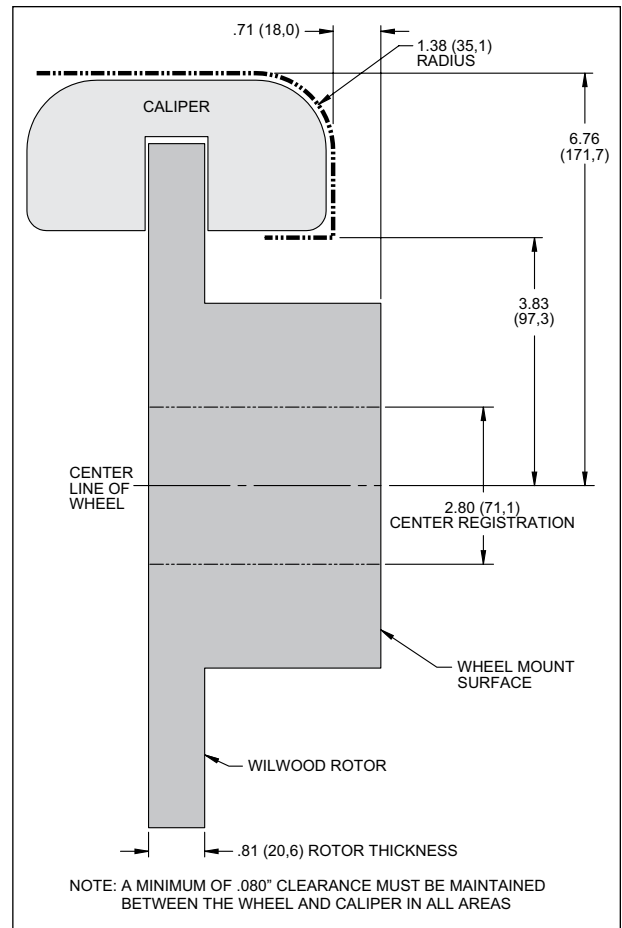 .71 (18,0)
1.38 (35,1)
RADIUS
CALIPER
6.76
(171,7)
3.83
(97,3)
CENTER
LINE OF
WHEEL
2.80 (71,1)
CENTER REGISTRATION
WHEEL MOUNT
SURFACE
WILWOOD ROTOR
.81 (20,6) ROTOR THICKNESS
NOTE: A MINIMUM OF .080" CLEARANCE MUST BE MAINTAINED
BETWEEN THE WHEEL AND CALIPER IN ALL AREAS